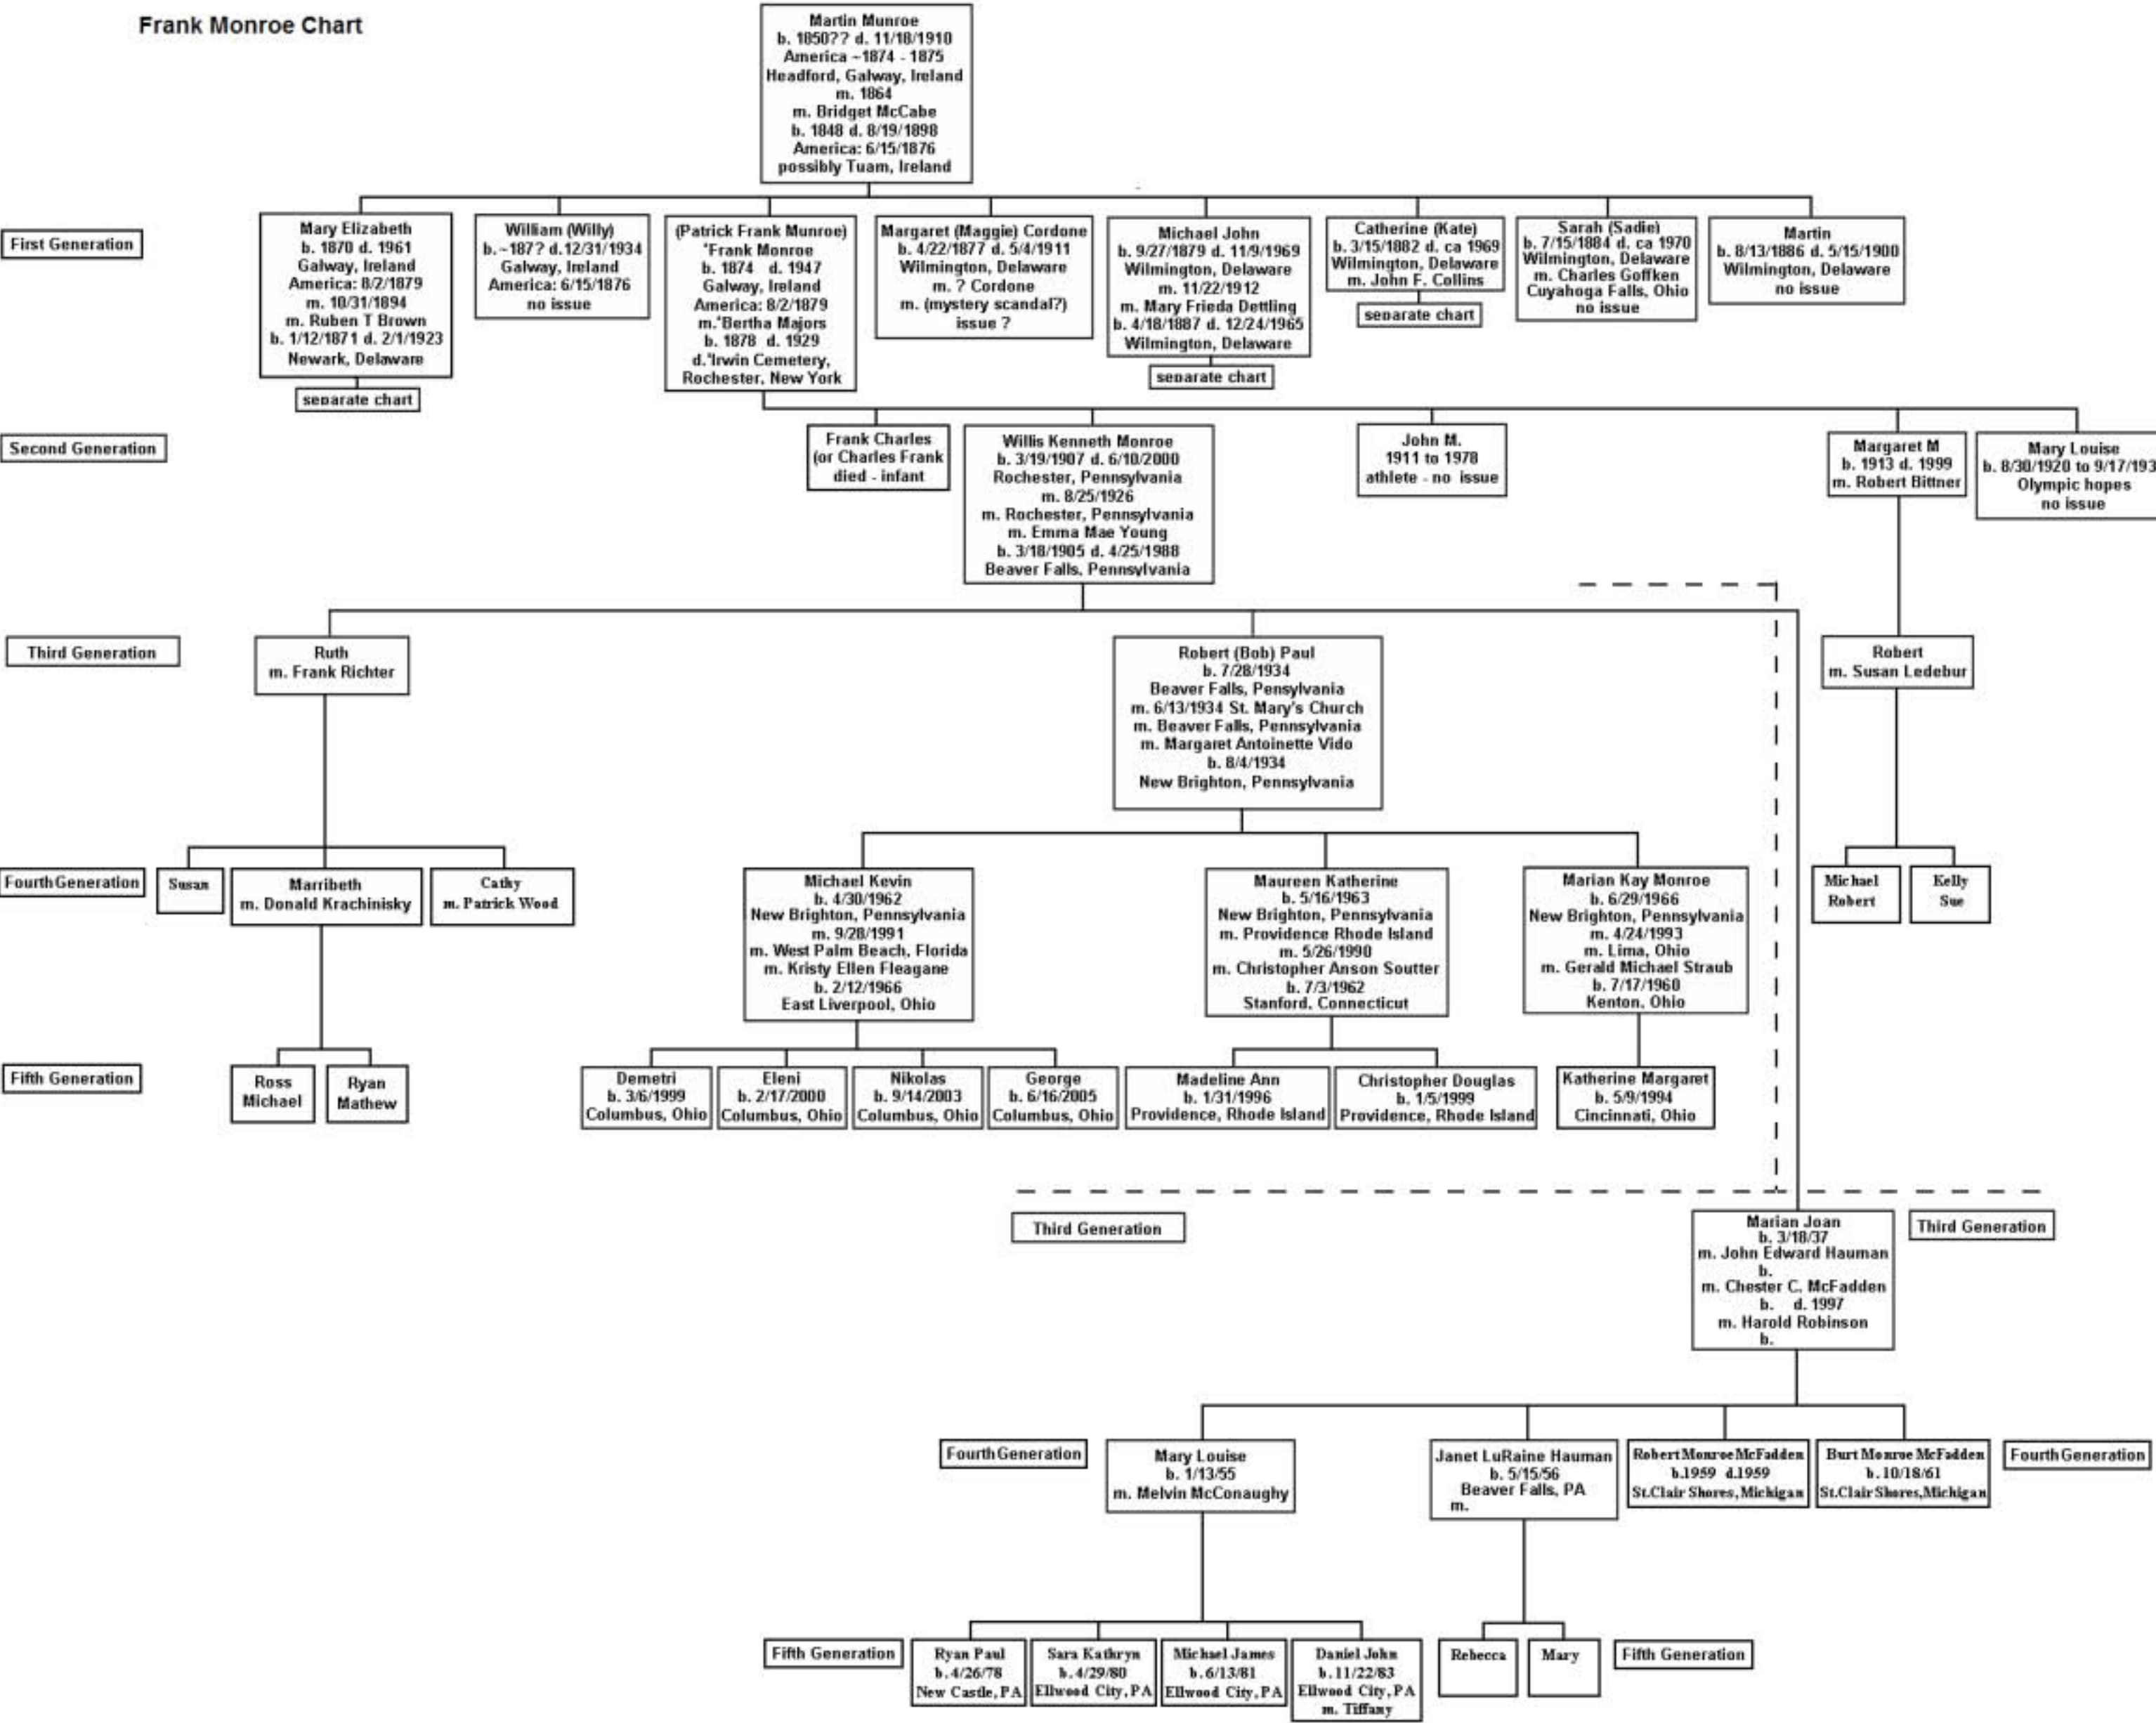 Frank Monroe Chart
Martin Munroe
b. 1850?? d. 11/18/1910
America ~1874 - 1875
Headford, Galway, Ireland
m. 1864
m. Bridget McCabe
b. 1848 d. 8/19/1898
America: 6/15/1876
possibly Tuam, Ireland
First Generation
Mary Elizabeth
b. 1870 d. 1961
Galway, Ireland
America: 8/2/1879
m. 10/31/1894
m. Ruben T Brown
b. 1/12/1871 d. 2/1/1923
Newark, Delaware
separate chart
William (Willy)
b. ~187? d.12/31/1934
Galway, Ireland
America: 6/15/1876
no issue
(Patrick Frank Munroe)
*Frank Monroe
b. 1874 d. 1947
Galway, Ireland
America: 8/2/1879
m.*Bertha Majors
b. 1878 d. 1929
d.*Irwin Cemetery,
Rochester, New York
Margaret (Maggie) Cordone
b. 4/22/1877 d. 5/4/1911
Wilmington, Delaware
m. ? Cordone
m. (mystery scandal?)
issue ?
Michael John
b. 9/27/1879 d. 11/9/1969
Wilmington, Delaware
m. 11/22/1912
m. Mary Frieda Dettling
b. 4/18/1887 d. 12/24/1965
Wilmington, Delaware
separate chart
Catherine (Kate)
b. 3/15/1882 d. ca 1969
Wilmington, Delaware
m. John F. Collins
separate chart
Sarah (Sadie)
b. 7/15/1884 d. ca 1970
Wilmington, Delaware
m. Charles Goffken
Cuyahoga Falls, Ohio
no issue
Martin
b. 8/13/1886 d. 5/15/1900
Wilmington, Delaware
no issue
Second Generation
Frank Charles
(or Charles Frank
died - infant
Willis Kenneth Monroe
b. 3/19/1907 d. 6/10/2000
Rochester, Pennsylvania
m. 8/25/1926
m. Rochester, Pennsylvania
m. Emma Mae Young
b. 3/18/1905 d. 4/25/1988
Beaver Falls, Pennsylvania
John M.
1911 to 1978
athlete - no issue
Margaret M
b. 1913 d. 1999
m. Robert Bittner
Mary Louise
b. 8/30/1920 to 9/17/193
Olympic hopes
no issue
Third Generation
Ruth
m. Frank Richter
Robert (Bob) Paul
b. 7/28/1934
Beaver Falls, Pensylvania
m. 6/13/1934 St. Mary's Church
m. Beaver Falls, Pennsylvania
m. Margaret Antoinette Vido
b. 8/4/1934
New Brighton, Pennsylvania
Robert
m. Susan Ledebur
FourthGeneration
Susan
Marribeth
m. Donald Krachinisky
Cathy
m. Patrick Wood
Michael Kevin
b. 4/30/1962
New Brighton, Pennsylvania
m. 9/28/1991
m. West Palm Beach, Florida
m. Kristy Ellen Fleagane
b. 2/12/1966
East Liverpool, Ohio
Maureen Katherine
b. 5/16/1963
New Brighton, Pennsylvania
m. Providence Rhode Island
m. 5/26/1990
m. Christopher Anson Soutter
b. 7/3/1962
Stanford, Connecticut
Marian Kay Monroe
b. 6/29/1966
New Brighton, Pennsylvania
m. 4/24/1993
m. Lima, Ohio
m. Gerald Michael Straub
b. 7/17/1960
Kenton, Ohio
Michael
Robert
Kelly
Sue
Fifth Generation
Ross
Michael
Ryan
Mathew
Demetri
b. 3/6/1999
Columbus, Ohio
Eleni
b. 2/17/2000
Columbus, Ohio
Nikolas
b. 9/14/2003
Columbus, Ohio
George
b. 6/16/2005
Columbus, Ohio
Madeline Ann
b. 1/31/1996
Providence, Rhode Island
Christopher Douglas
b. 1/5/1999
Providence, Rhode Island
Katherine Margaret
b. 5/9/1994
Cincinnati, Ohio
Third Generation
Marian Joan
b. 3/18/37
m. John Edward Hauman
b.
m. Chester C. McFadden
b. d. 1997
m. Harold Robinson
b.
Third Generation
FourthGeneration
Mary Louise
b. 1/13/55
m. Melvin McConaughy
Janet LuRaine Hauman
b. 5/15/56
Beaver Falls, PA
m.
Robert Monroe McFadden
b.1959 d.1959
St.Clair Shores, Michigan
Burt Monroe McFadden
b. 10/18/61
St.Clair Shores, Michigan
FourthGeneration
Fifth Generation
Ryan Paul
b. 4/26/78
New Castle, PA
Sara Kathryn
b. 4/29/80
Ellwood City, PA
Michael James
b. 6/13/81
Ellwood City, PA
Daniel John
b. 11/22/83
Ellwood City, PA
m. Tiffany
Rebecca
Mary
Fifth Generation